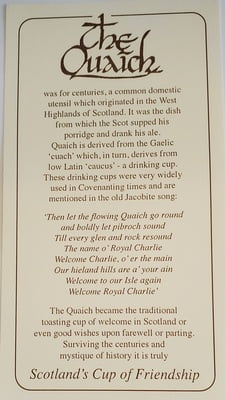 The
Quaich
was for centuries, a common domestic
utensil which originated in the West
Highlands of Scotland. It was the dish
from which the Scot supped his
porridge and drank his ale.
Quaich is derived from the Gaelic
'cuach' which, in turn, derives from
low Latin 'caucus' - a drinking cup.
These drinking cups were very widely
used in Covenanting times and are
mentioned in the old Jacobite song:
'Then let the flowing Quaich go round
and boldly let pibroch sound
Till every glen and rock resound
The name o' Royal Charlie
Welcome Charlie, o' er the main
Our hieland hills are a' your ain
Welcome to our Isle again
Welcome Royal Charlie'
The Quaich became the traditional
toasting cup of welcome in Scotland or
even good wishes upon farewell or parting.
Surviving the centuries and
mystique of history it is truly
Scotland's Cup of Friendship